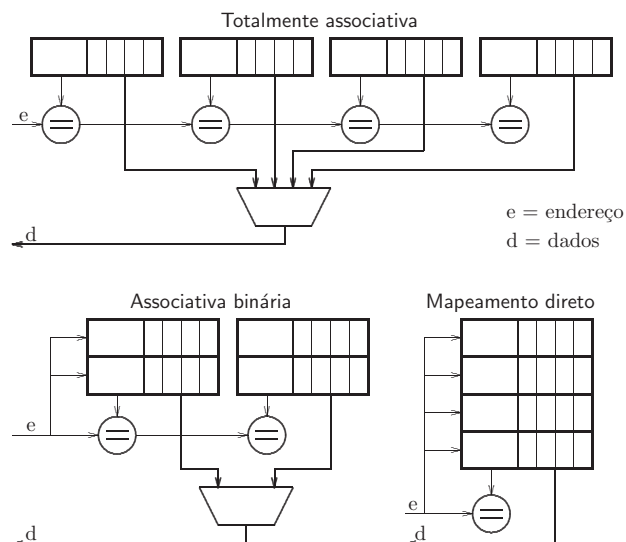 Totalmente associativa
e
e = endereço
d
d = dados
Associativa binária
Mapeamento direto
e
e
d
d